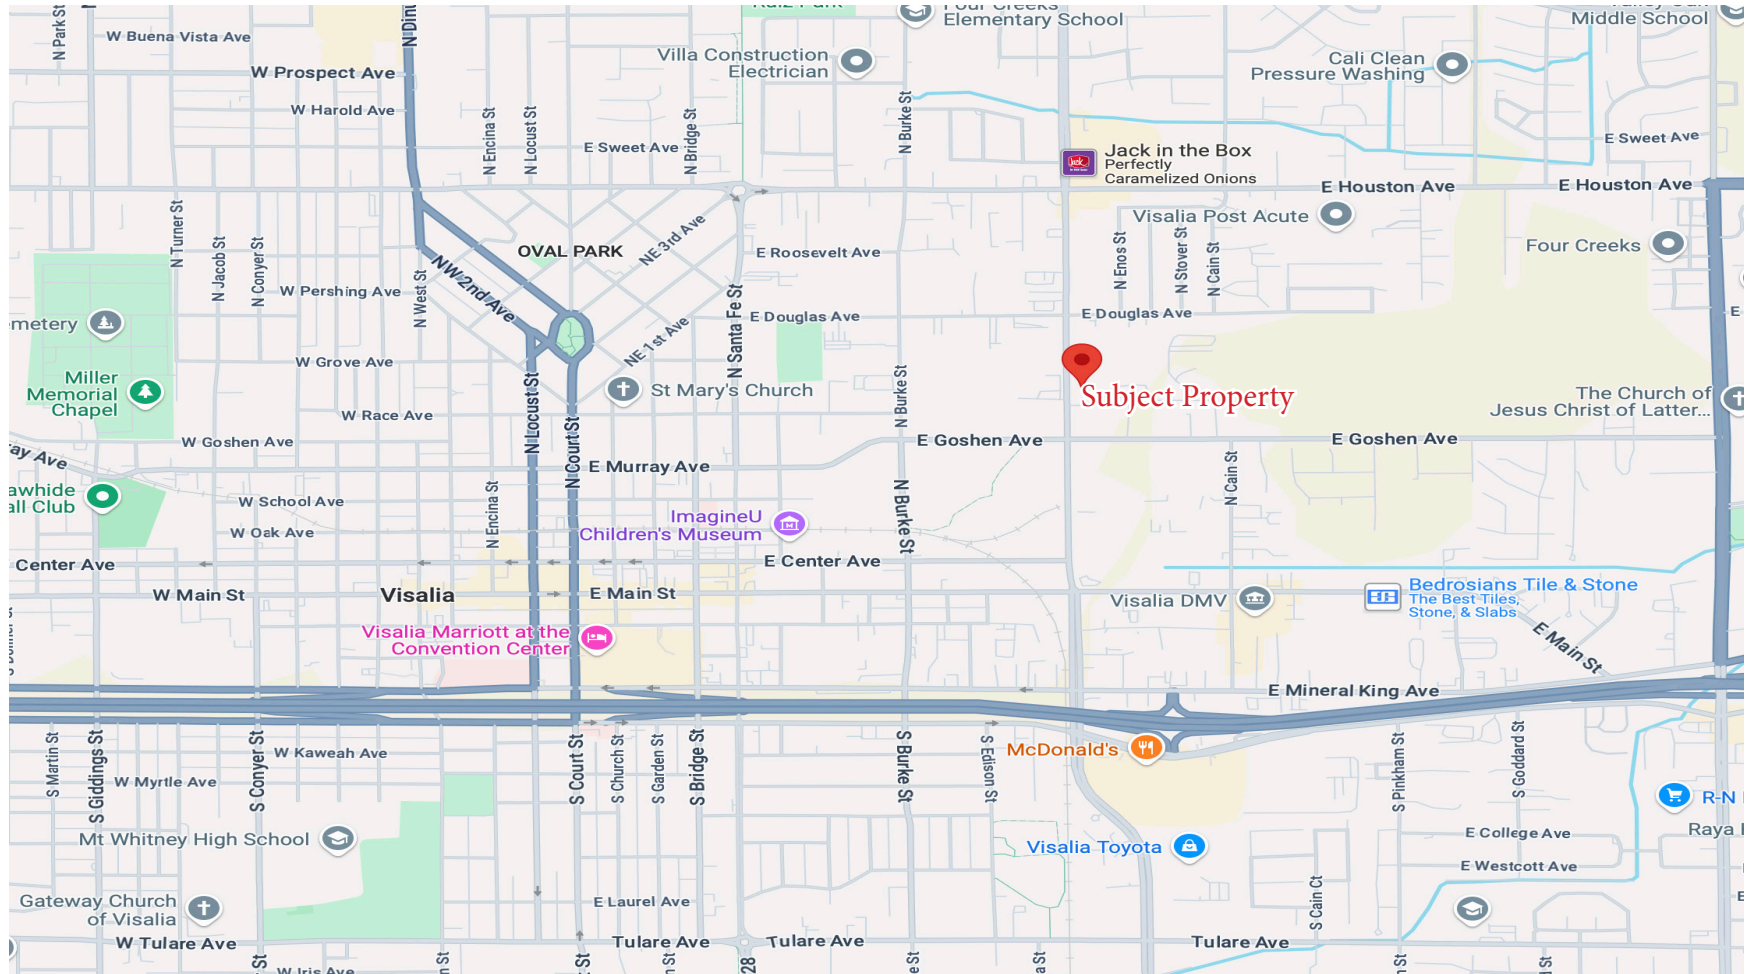 N Park St
W Buena Vista Ave
W Prospect Ave
W Harold Ave
Villa Construction
Electrician
Four Creeks
Elementary School
Middle School
Cali Clean
Pressure Washing
N Encina St
N Locust St
N Bridge St
N Burke St
E Sweet Ave
E Sweet Ave
Jack in the Box
Perfectly
Caramelized Onions
E Houston Ave
E Houston Ave
Visalia Post Acute
Four Creeks
N Turner St
N Jacob St
N Conyer St
N West St
W Pershing Ave
NW 2nd Ave
OVAL PARK
NE 3rd Ave
NE 1st Ave
E Roosevelt Ave
E Douglas Ave
E Douglas Ave
N Santa Fe St
N Enos St
N Stover St
N Cain St
Miller
Memorial
Chapel
W Grove Ave
W Race Ave
W Goshen Ave
St Mary's Church
N Locust St
N Court St
N Burke St
Subject Property
The Church of
Jesus Christ of Latter...
E Goshen Ave
E Goshen Ave
E Murray Ave
W School Ave
W Oak Ave
N Encina St
ImagineU
Children's Museum
N Burke St
N Cain St
Center Ave
E Center Ave
W Main St
Visalia
E Main St
Visalia DMV
Bedrosians Tile & Stone
The Best Tiles,
Stone, & Slabs
E Main St
Visalia Marriott at the
Convention Center
E Mineral King Ave
S Martin St
S Giddings St
S Conyer St
W Kaweah Ave
W Myrtle Ave
S Court St
S Church St
S Garden St
S Bridge St
S Burke St
S Edison St
McDonald's
S Pinkham St
S Goddard St
R-N
Raya
Mt Whitney High School
Visalia Toyota
E College Ave
E Westcott Ave
Gateway Church
of Visalia
E Laurel Ave
S Cain Ct
W Tulare Ave
Tulare Ave
Tulare Ave
Tulare Ave
W Iris Ave
28